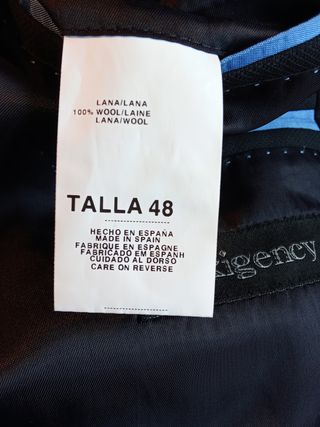 LANA/LANA
100% WOOL/LAINE
LANA/WOOL
TALLA 48
HECHO EN ESPAÑA
MADE IN SPAIN
FABRIQUE EN ESPAGNE
FABRICADO EM ESPANH
CUIDADO AL DORSO
CARE ON REVERSE
igency